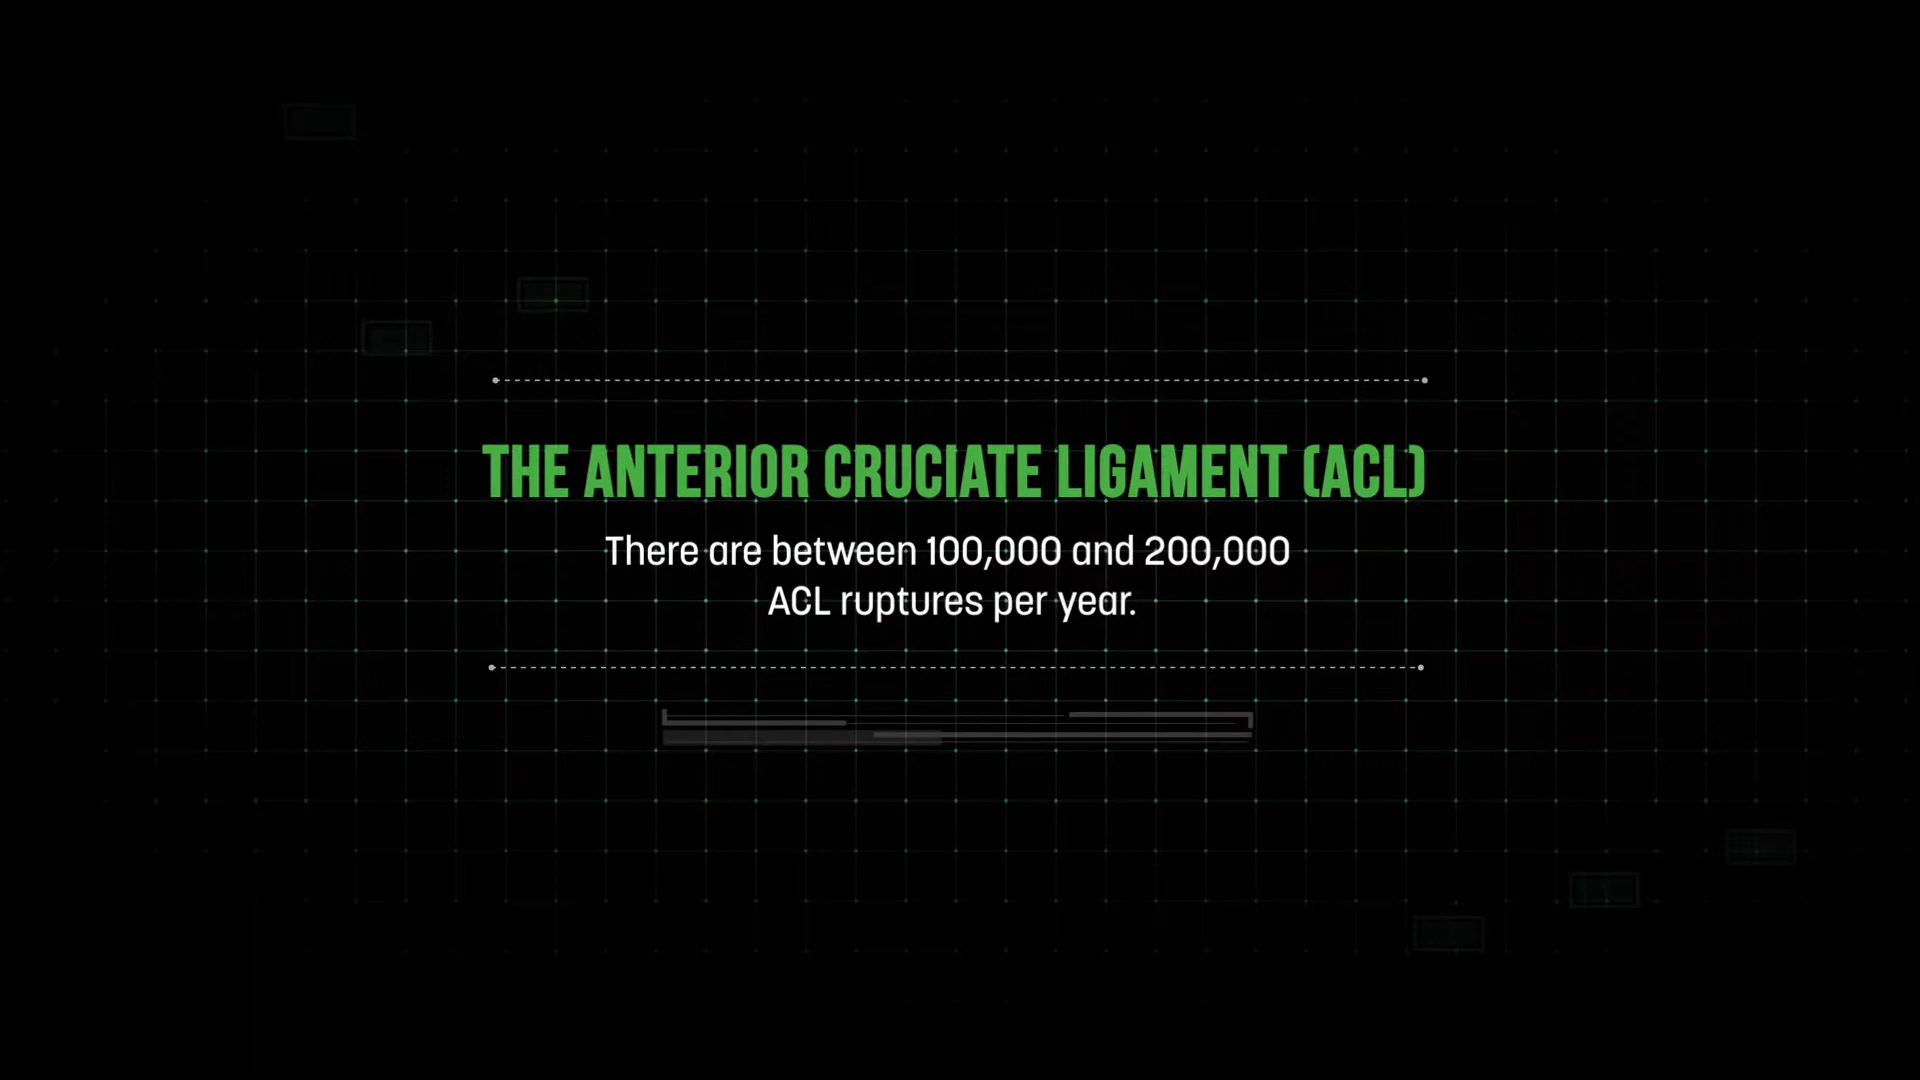 THE ANTERIOR CRUCIATE LIGAMENT (ACL)
There are between 100,000 and 200,000
ACL ruptures per year.